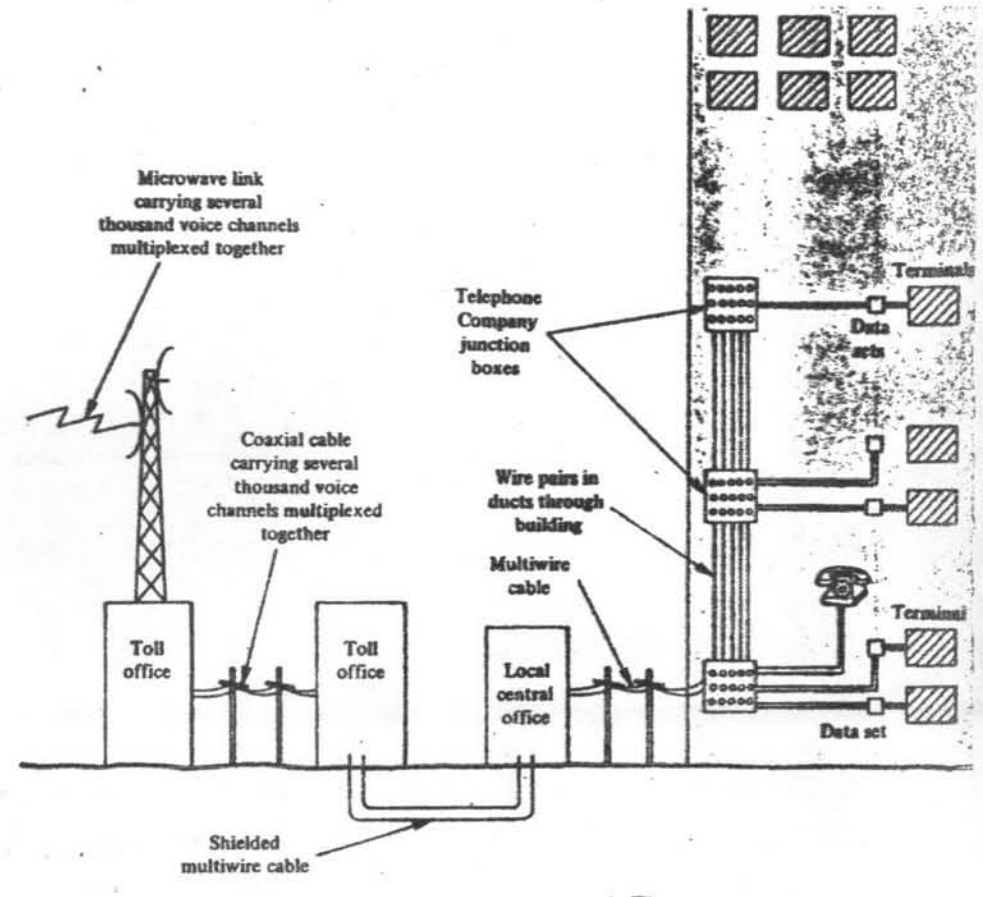 Microwave link
carrying several
thousand voice channels
multiplexed together
Telephone
Company
junction
boxes
Terminals
Data
sets
Coaxial cable
carrying several
thousand voice
channels multiplexed
together
Wire pairs in
ducts through
building
Multiwire
cable
Toll
office
Toll
office
Local
central
office
Terminal
Data set
Shielded
multiwire cable